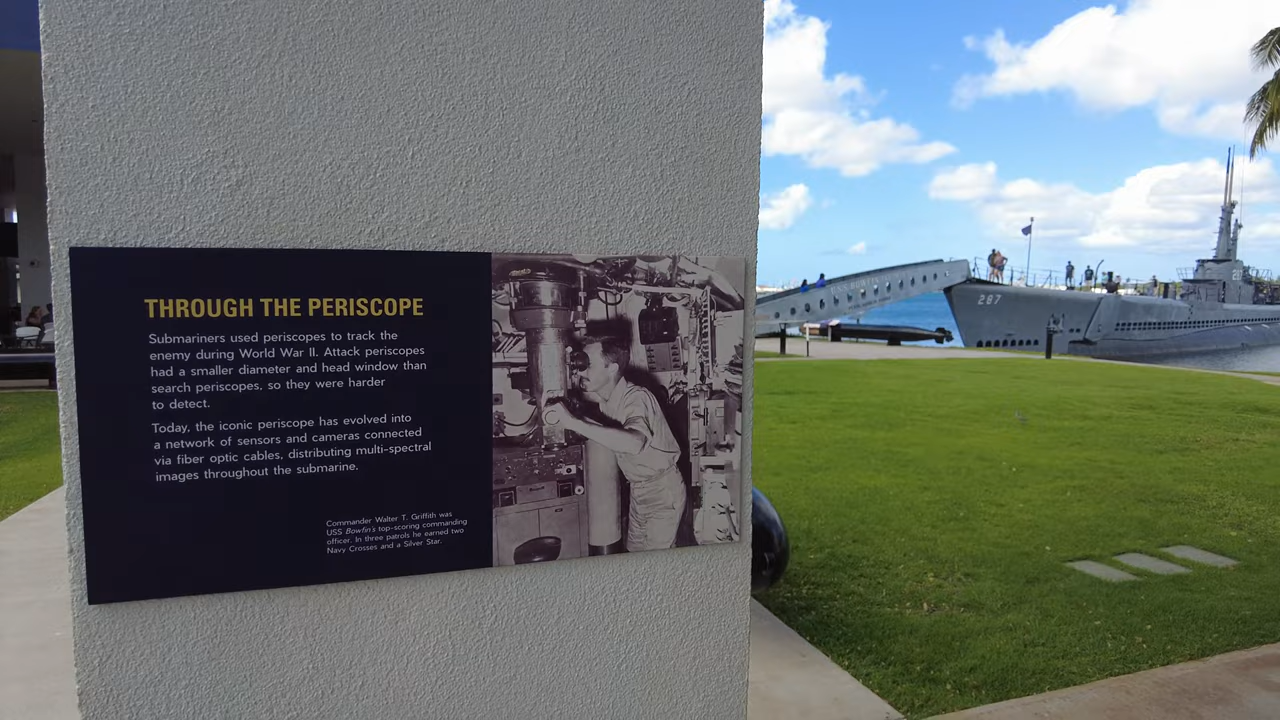 THROUGH THE PERISCOPE
Submariners used periscopes to track the
enemy during World War II. Attack periscopes
had a smaller diameter and head window than
search periscopes, so they were harder
to detect.
Today, the iconic periscope has evolved into
a network of sensors and cameras connected
via fiber optic cables, distributing multi-spectral
images throughout the submarine.
Commander Walter T. Griffith was
USS Bowfin's top-scoring commanding
officer. In three patrols he earned two
Navy Crosses and a Silver Star.
USS BOWFIN
287